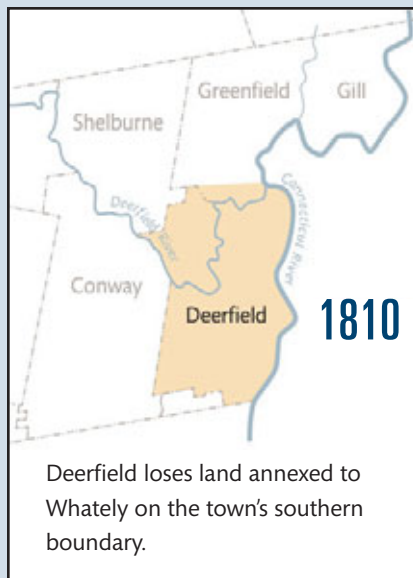 Greenfield
Gill
Shelburne
Deerfield River
Connecticut River
Conway
Deerfield
1810
Deerfield loses land annexed to
Whately on the town's southern
boundary.